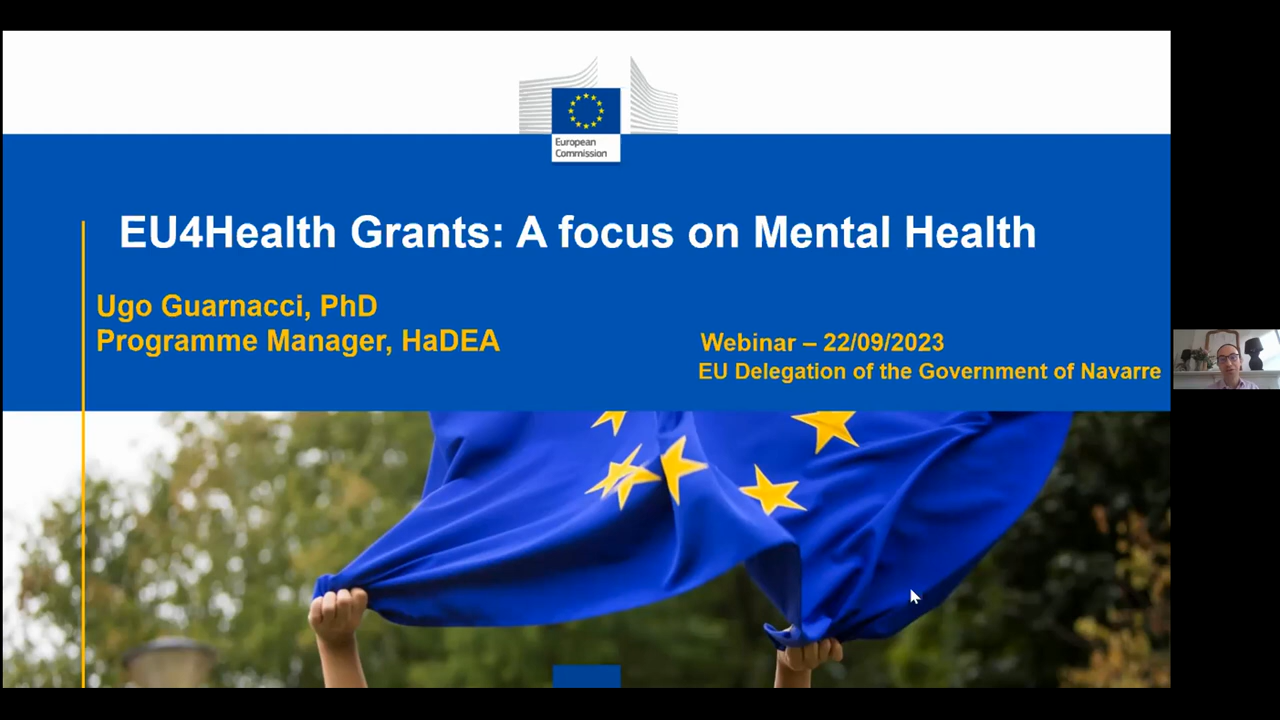 European
Commission
EU4Health Grants: A focus on Mental Health
Ugo Guarnacci, PhD
Programme Manager, HaDEA
Webinar – 22/09/2023
EU Delegation of the Government of Navarre